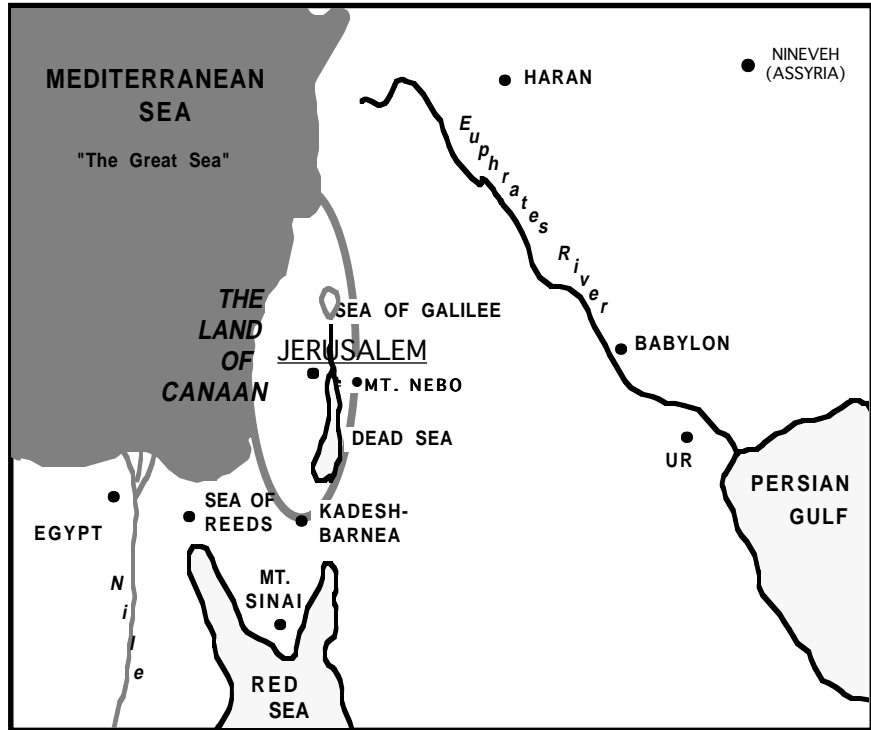 MEDITERRANEAN
SEA
"The Great Sea"
HARAN
NINEVEH
(ASSYRIA)
Euphrates River
THE
LAND
OF
CANAAN
SEA OF GALILEE
JERUSALEM
MT. NEBO
BABYLON
DEAD SEA
UR
PERSIAN
GULF
EGYPT
SEA OF
REEDS
KADESH-
BARNEA
Nile
MT.
SINAI
RED
SEA